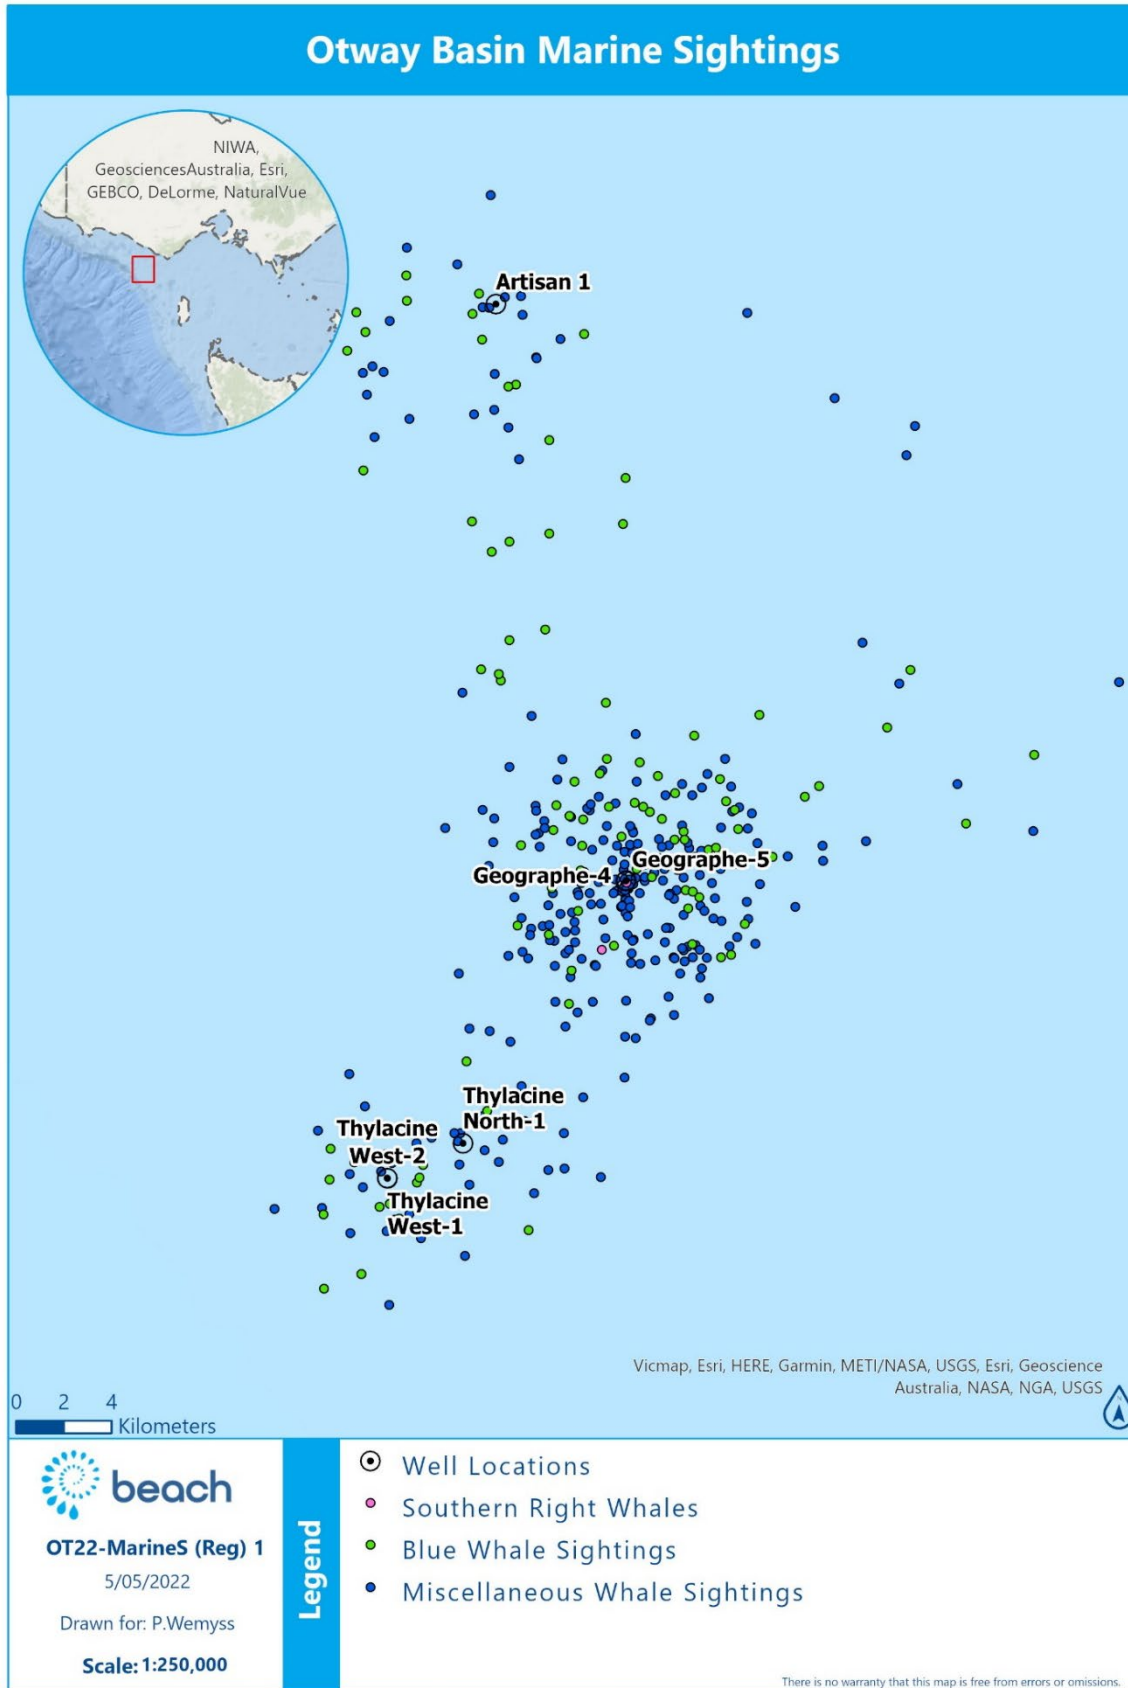 Otway Basin Marine Sightings
NIWA,
GeosciencesAustralia, Esri,
GEBCO, DeLorme, NaturalVue
Artisan 1
Geographe-5
Geographe-4
Thylacine
North-1
Thylacine
West-2
Thylacine
West-1
Vicmap, Esri, HERE, Garmin, METI/NASA, USGS, Esri, Geoscience
Australia, NASA, NGA, USGS
0 2 4
Kilometers
beach
OT22-MarineS (Reg) 1
5/05/2022
Drawn for: P.Wemyss
Scale: 1:250,000
Legend
Well Locations
Southern Right Whales
Blue Whale Sightings
Miscellaneous Whale Sightings
There is no warranty that this map is free from errors or omissions.